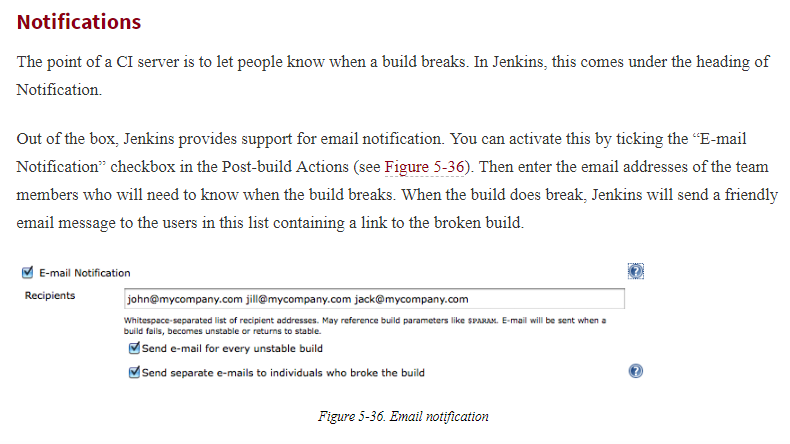 Notifications
The point of a CI server is to let people know when a build breaks. In Jenkins, this comes under the heading of
Notification.
Out of the box, Jenkins provides support for email notification. You can activate this by ticking the “E-mail
Notification” checkbox in the Post-build Actions (see Figure 5-36). Then enter the email addresses of the team
members who will need to know when the build breaks. When the build does break, Jenkins will send a friendly
email message to the users in this list containing a link to the broken build.
E-mail Notification
Recipients
john@mycompany.com jill@mycompany.com jack@mycompany.com
Whitespace-separated list of recipient addresses. May reference build parameters like $PARAM. E-mail will be sent when a
build fails, becomes unstable or returns to stable.
Send e-mail for every unstable build
Send separate e-mails to individuals who broke the build
Figure 5-36. Email notification